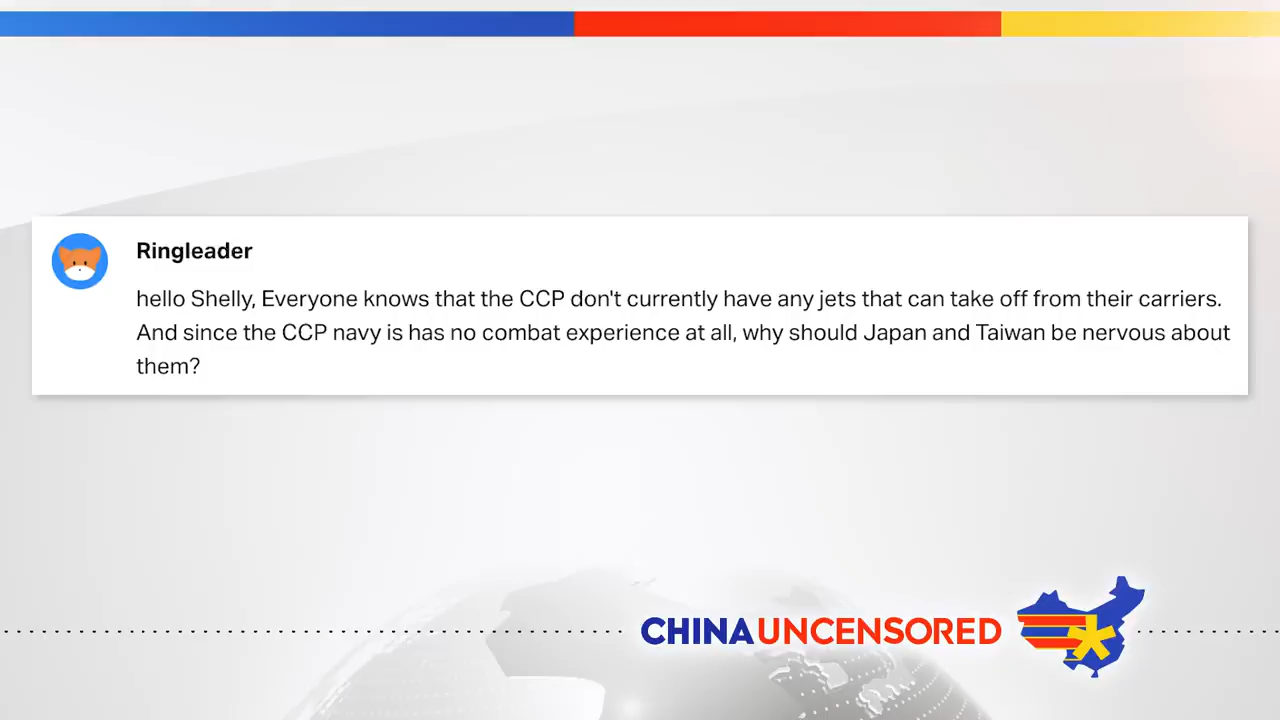 Ringleader
hello Shelly, Everyone knows that the CCP don't currently have any jets that can take off from their carriers.
And since the CCP navy is has no combat experience at all, why should Japan and Taiwan be nervous about
them?
CHINAUNCENSORED